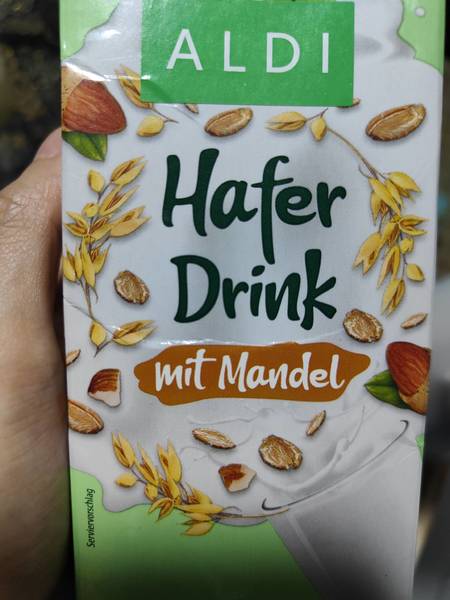 ALDI
Hafer
Drink
mit Mandel
Serviervorschlag